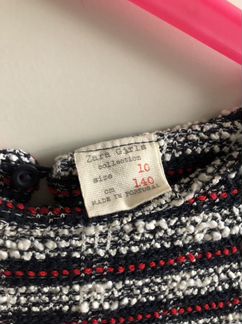 Zara Girls
collection
size 10
cm 140
MADE IN PORTUGAL